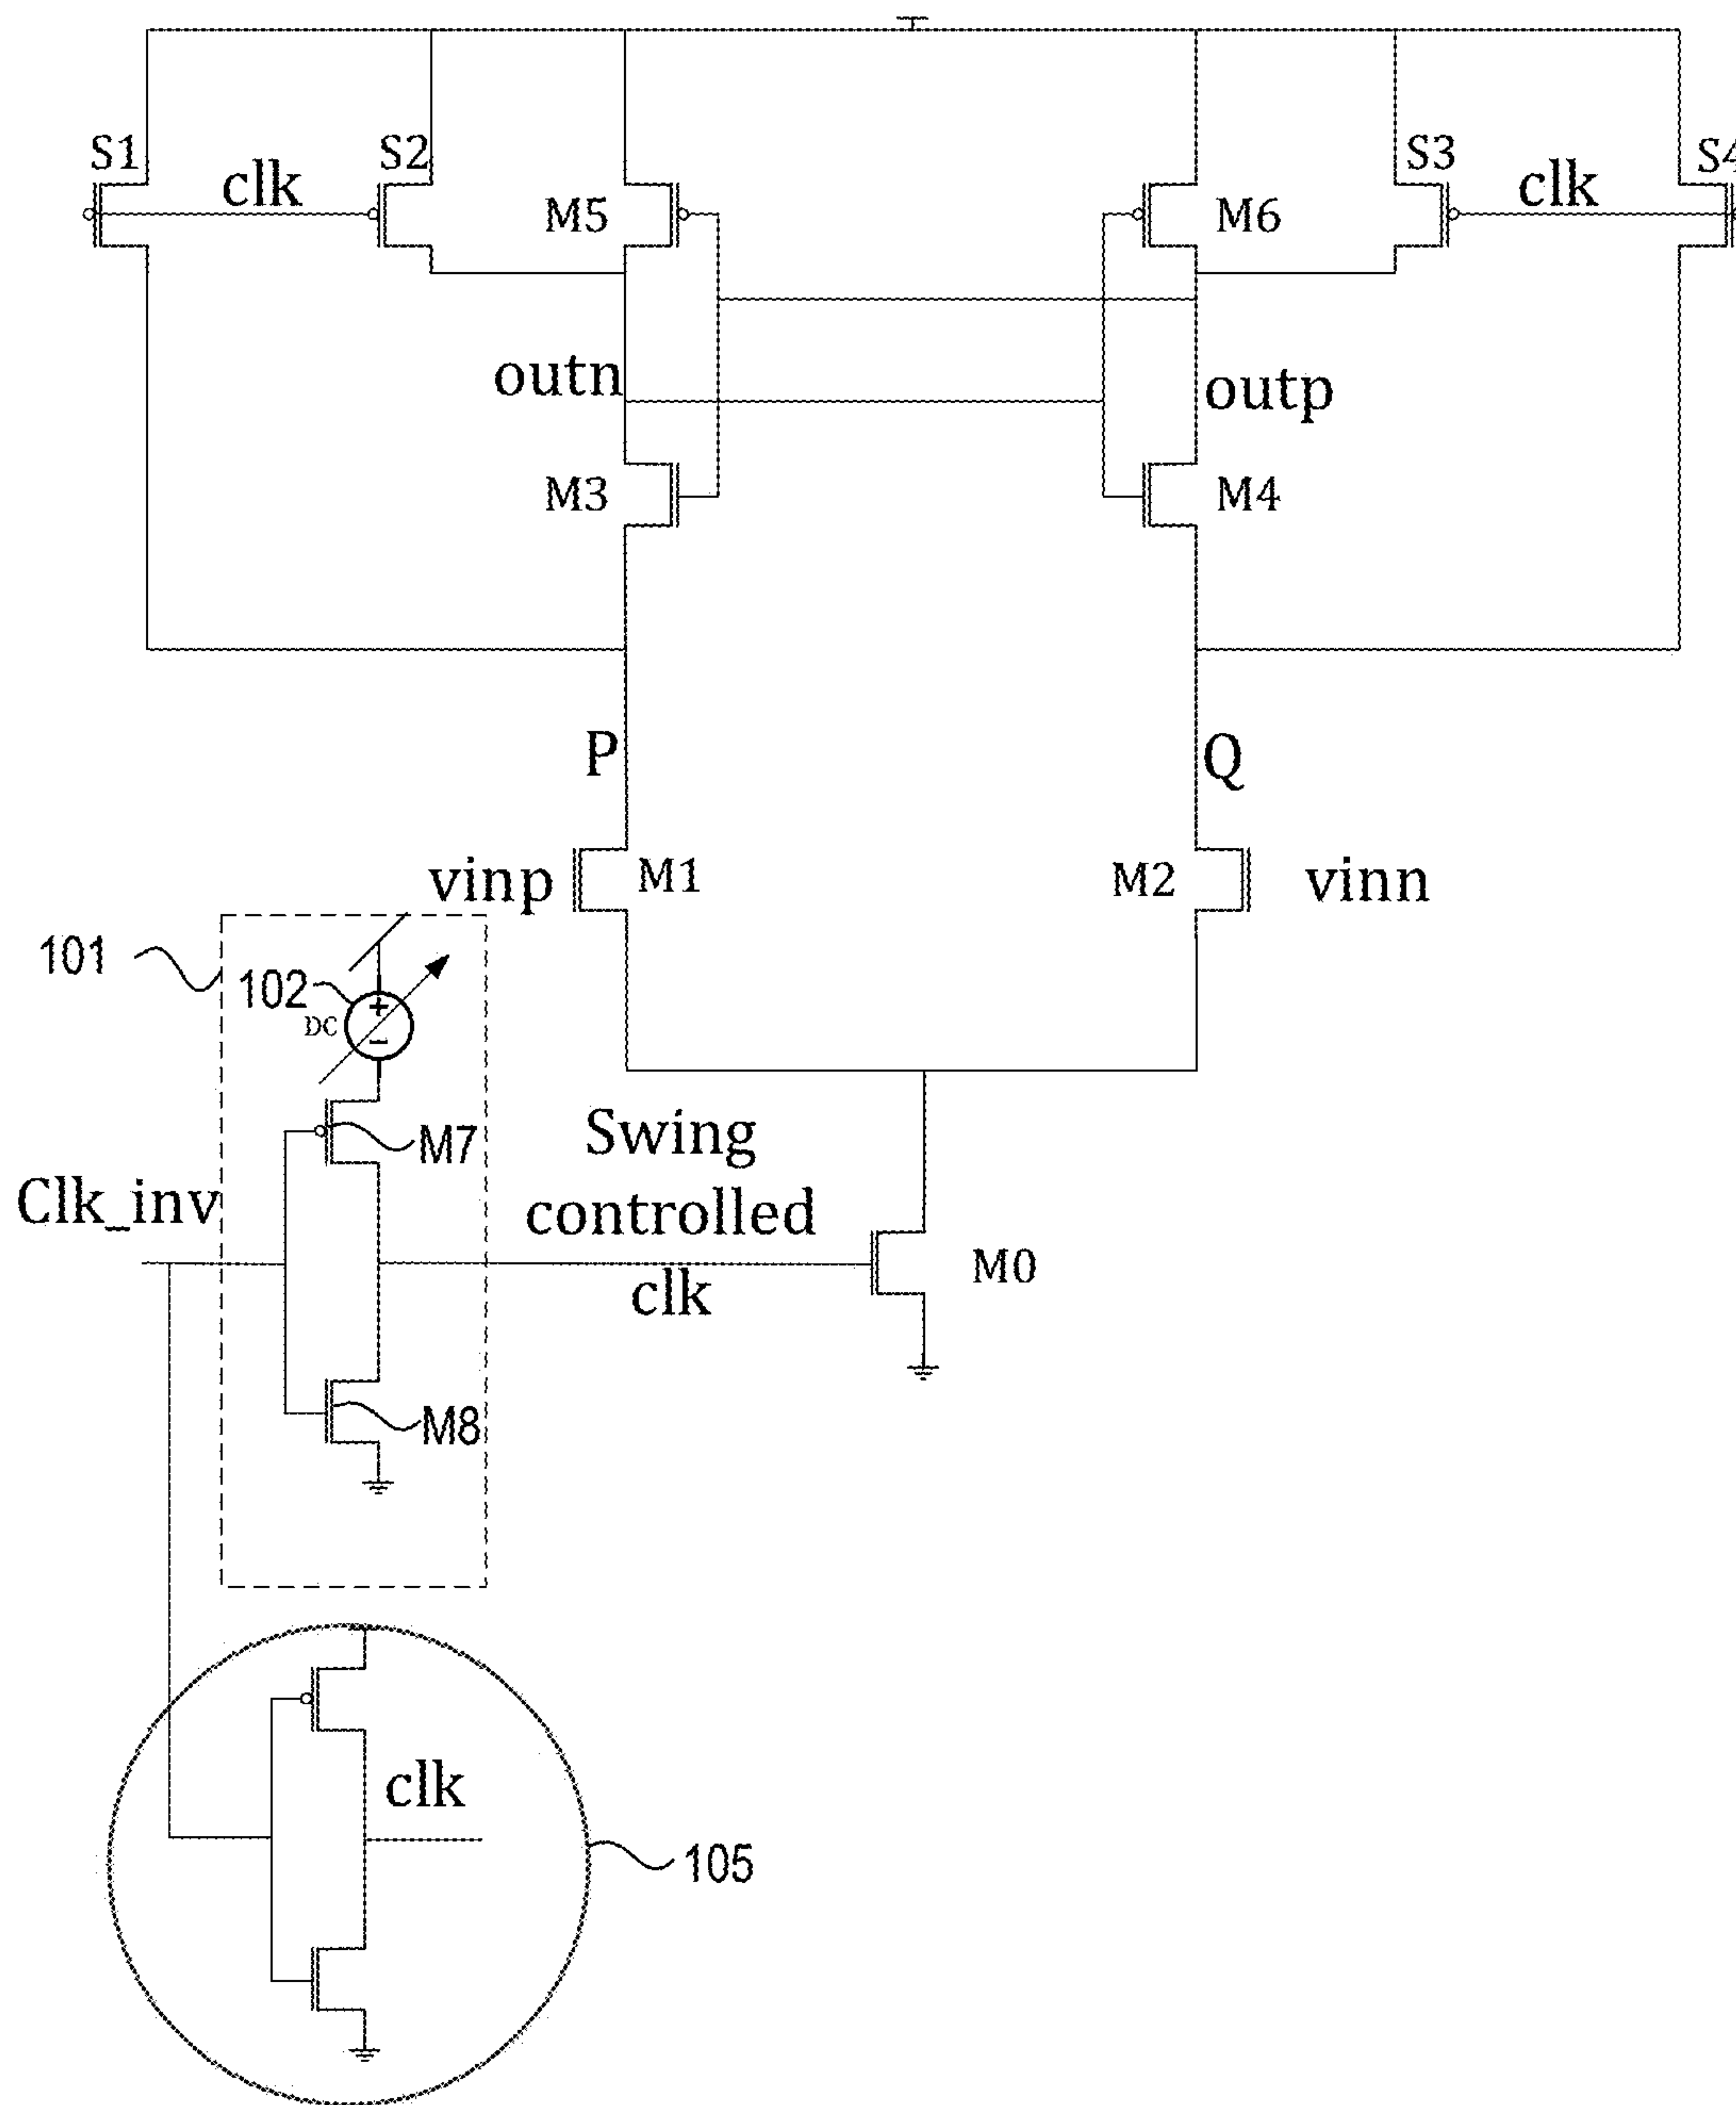 S1
clk
S2
M5
M6
S3
clk
S4
outn
outp
M3
M4
P
Q
vinp
M1
M2
vinn
101
102
+
DC
−
M7
Swing
controlled
clk
Clk_inv
M0
M8
clk
105